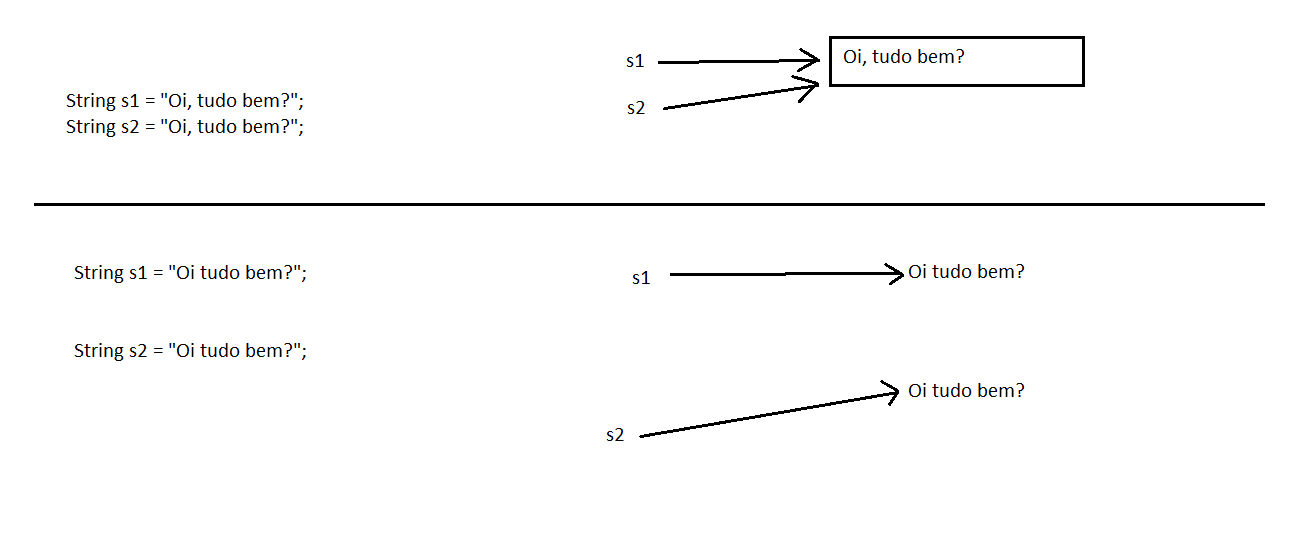 s1
Oi, tudo bem?
String s1 = "Oi, tudo bem?";
s2
String s2 = "Oi, tudo bem?";
String s1 = "Oi tudo bem?";
s1
Oi tudo bem?
String s2 = "Oi tudo bem?";
Oi tudo bem?
s2